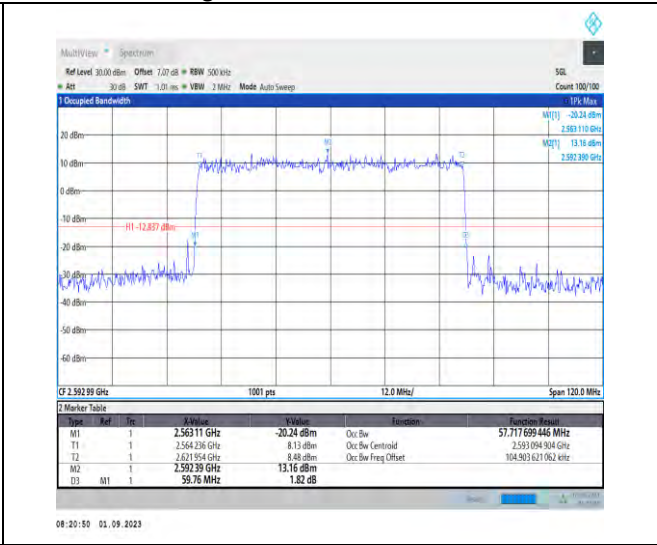 MultiView Spectrum
Ref Level 30.00 dBm Offset 7.07 dB RBW 500 kHz SGL
Att 30 dB SWT 1.01 ms VBW 2 MHz Mode Auto Sweep Count 100/100
1 Occupied Bandwidth 1Pk Max
M1[1] -20.24 dBm
2.563 110 GHz
20 dBm
M2[1] 13.16 dBm
2.592 390 GHz
M2
T1
T2
10 dBm
0 dBm
-10 dBm
H1 -12.837 dBm
M1
D3
-20 dBm
-30 dBm
-40 dBm
-50 dBm
-60 dBm
CF 2.592 99 GHz 1001 pts 12.0 MHz/ Span 120.0 MHz
2 Marker Table
Type Ref Trc X-Value Y-Value Function Function Result
M1 1 2.563 11 GHz -20.24 dBm Occ Bw 57.717 699 446 MHz
T1 1 2.564 236 GHz 8.13 dBm Occ Bw Centroid 2.593 094 904 GHz
T2 1 2.621 954 GHz 8.48 dBm Occ Bw Freq Offset 104.903 621 062 kHz
M2 1 2.592 39 GHz 13.16 dBm
D3 M1 1 59.76 MHz 1.82 dB
08:20:50 01.09.2023